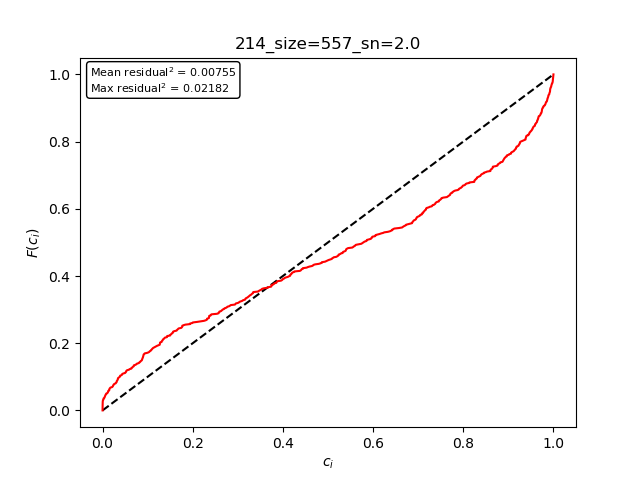 214_size=557_sn=2.0
Mean residual² = 0.00755
Max residual² = 0.02182
1.0
0.8
0.6
0.4
0.2
0.0
F(cᵢ)
0.0 0.2 0.4 0.6 0.8 1.0
cᵢ